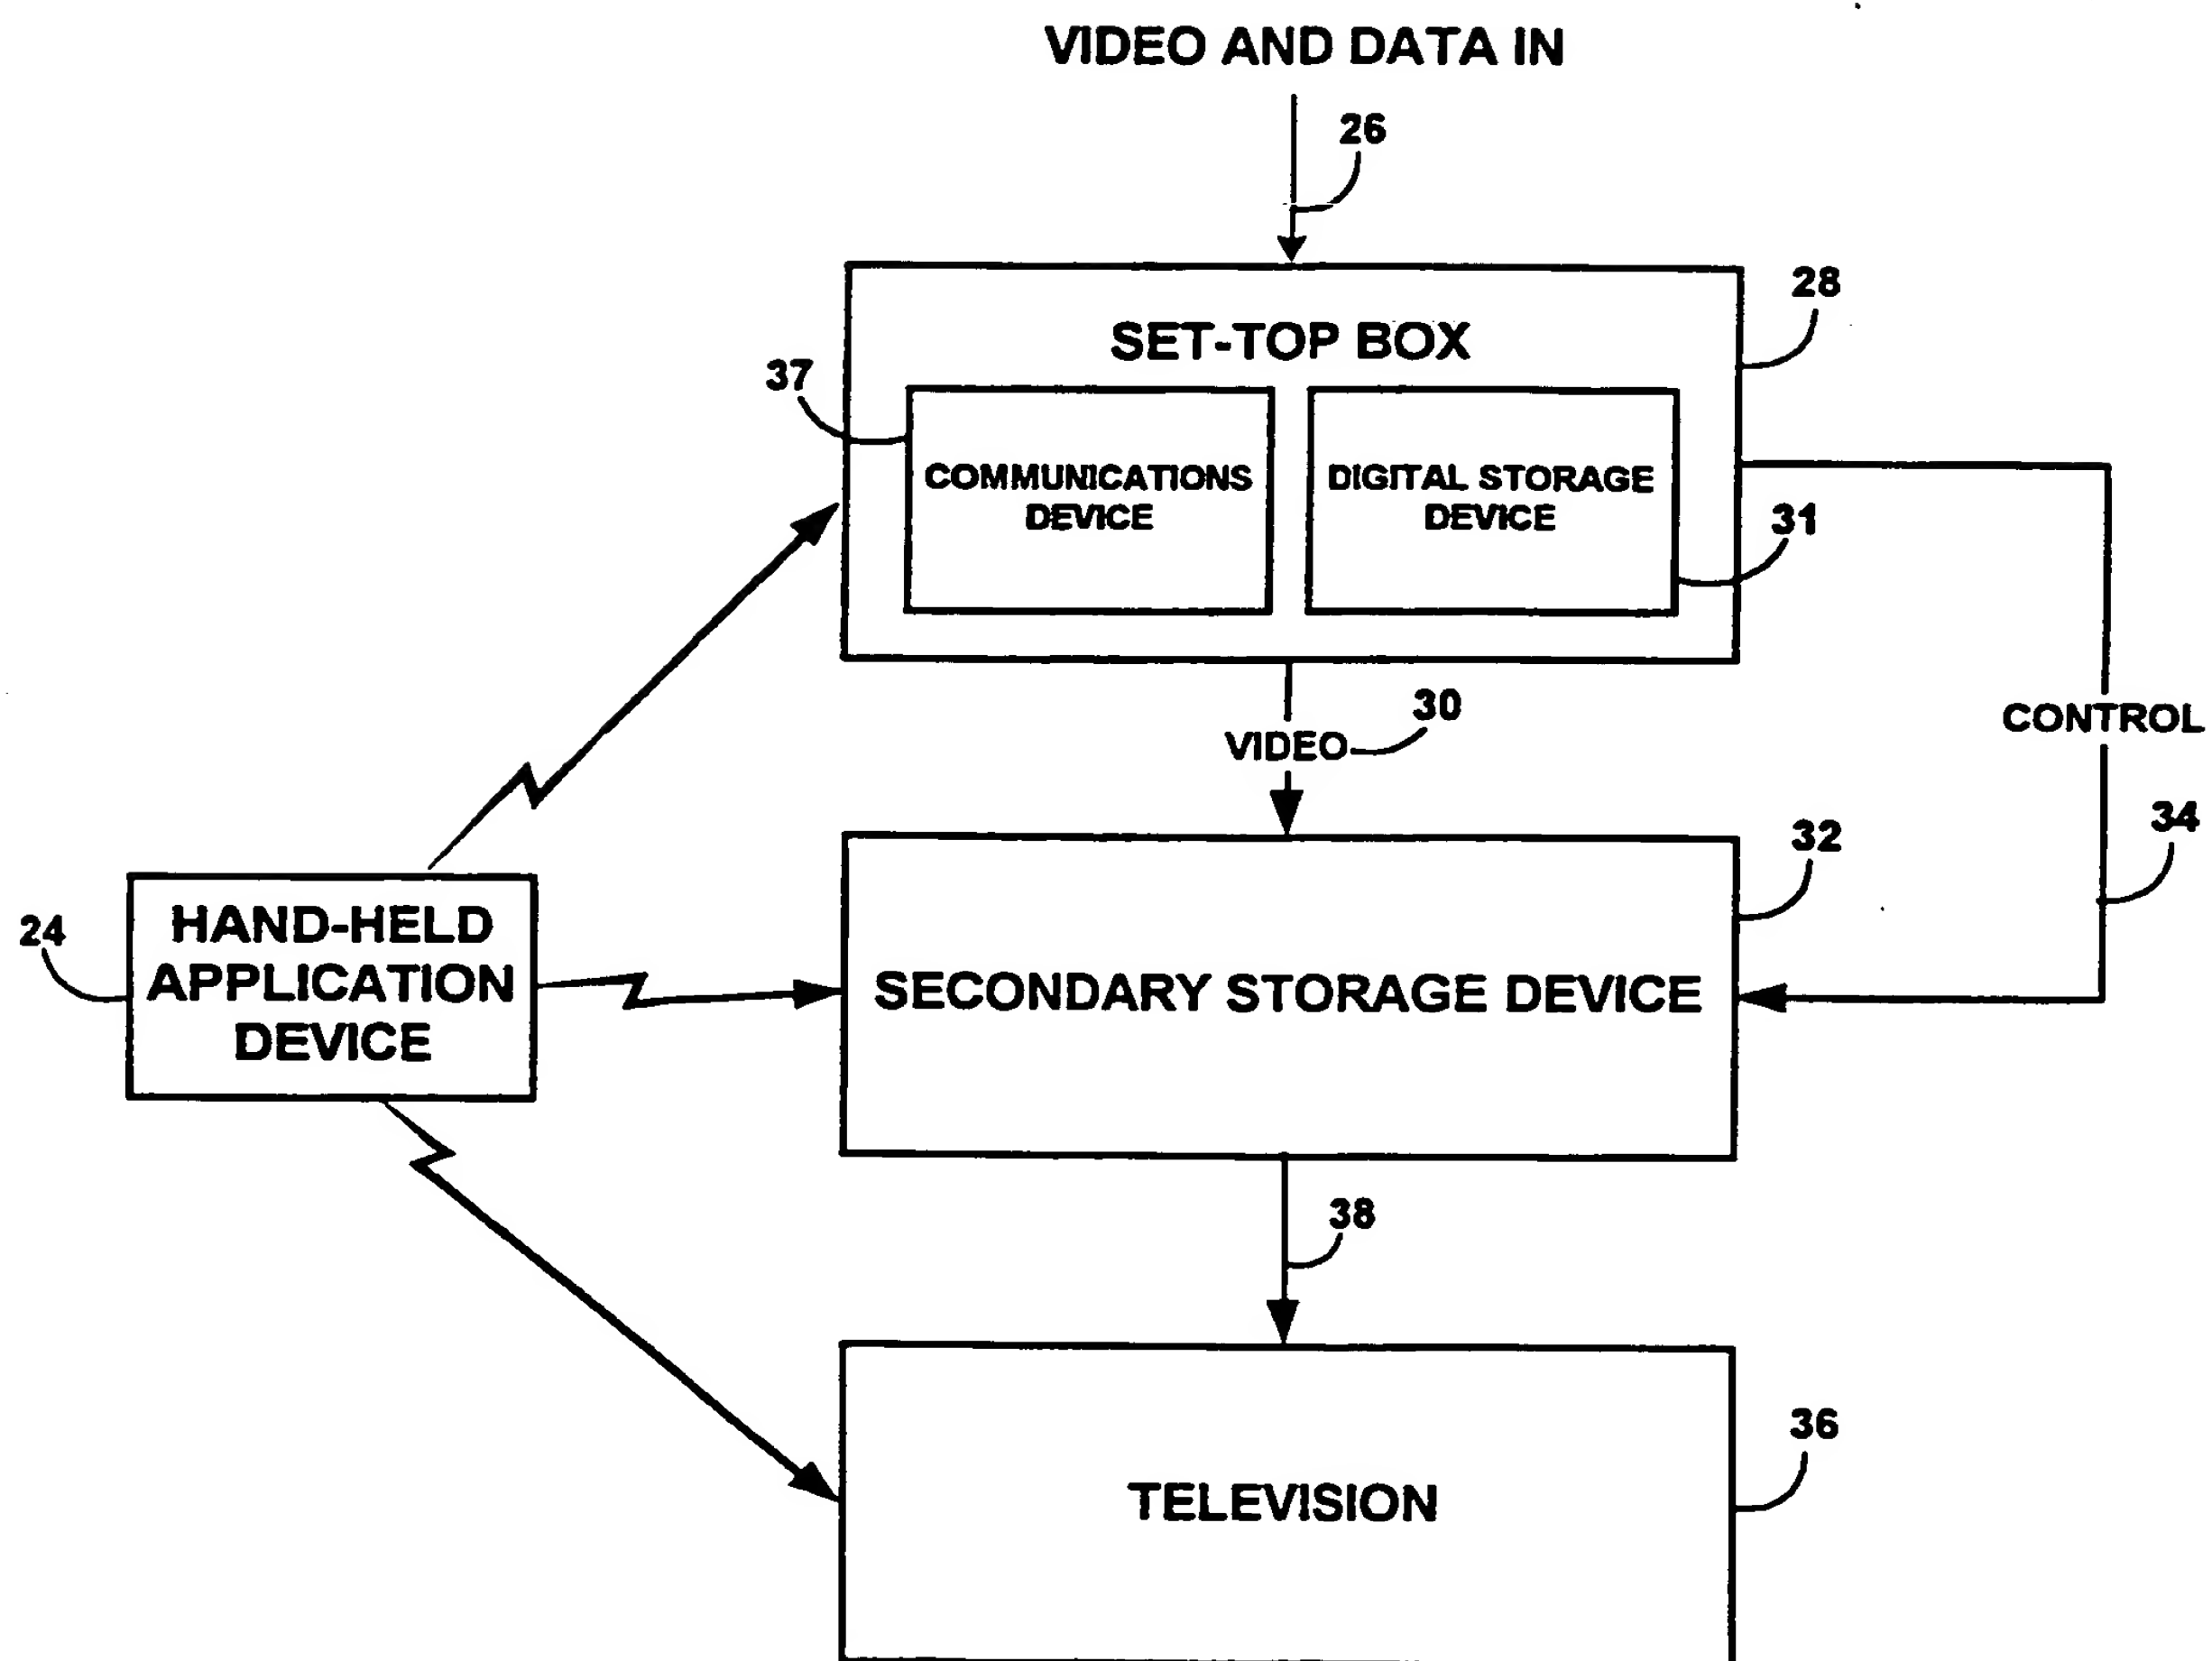 VIDEO AND DATA IN
26
28
SET-TOP BOX
37
COMMUNICATIONS
DEVICE
DIGITAL STORAGE
DEVICE
31
30
VIDEO
CONTROL
34
32
24
HAND-HELD
APPLICATION
DEVICE
SECONDARY STORAGE DEVICE
38
36
TELEVISION